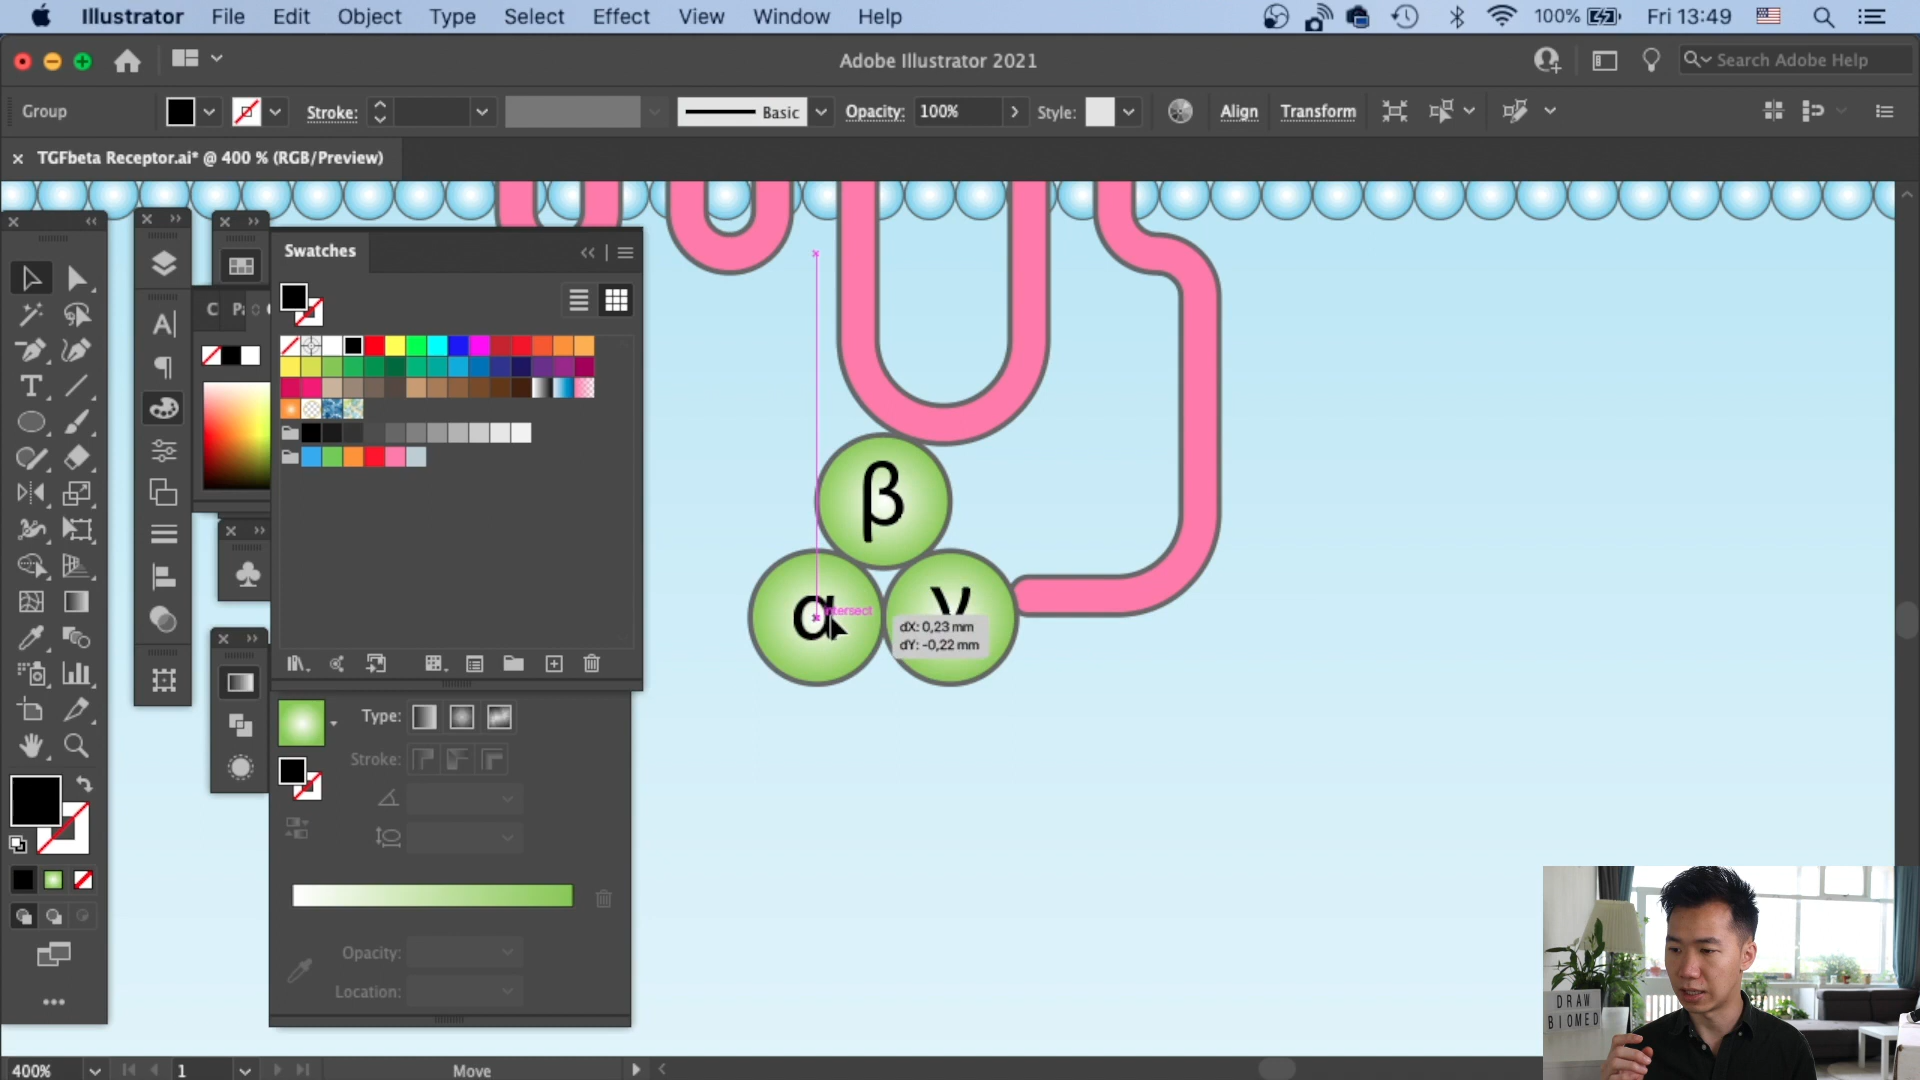 Illustrator File Edit Object Type Select Effect View Window Help 100% Fri 13:49
Adobe Illustrator 2021 Search Adobe Help
Group Stroke: Basic Opacity: 100% Style: Align Transform
× TGFbeta Receptor.ai* @ 400 % (RGB/Preview)
Swatches
β
α intersect γ
dX: 0,23 mm
dY: -0,22 mm
Type:
Stroke:
Opacity:
Location:
DRAW
BIOMED
400% 1 Move